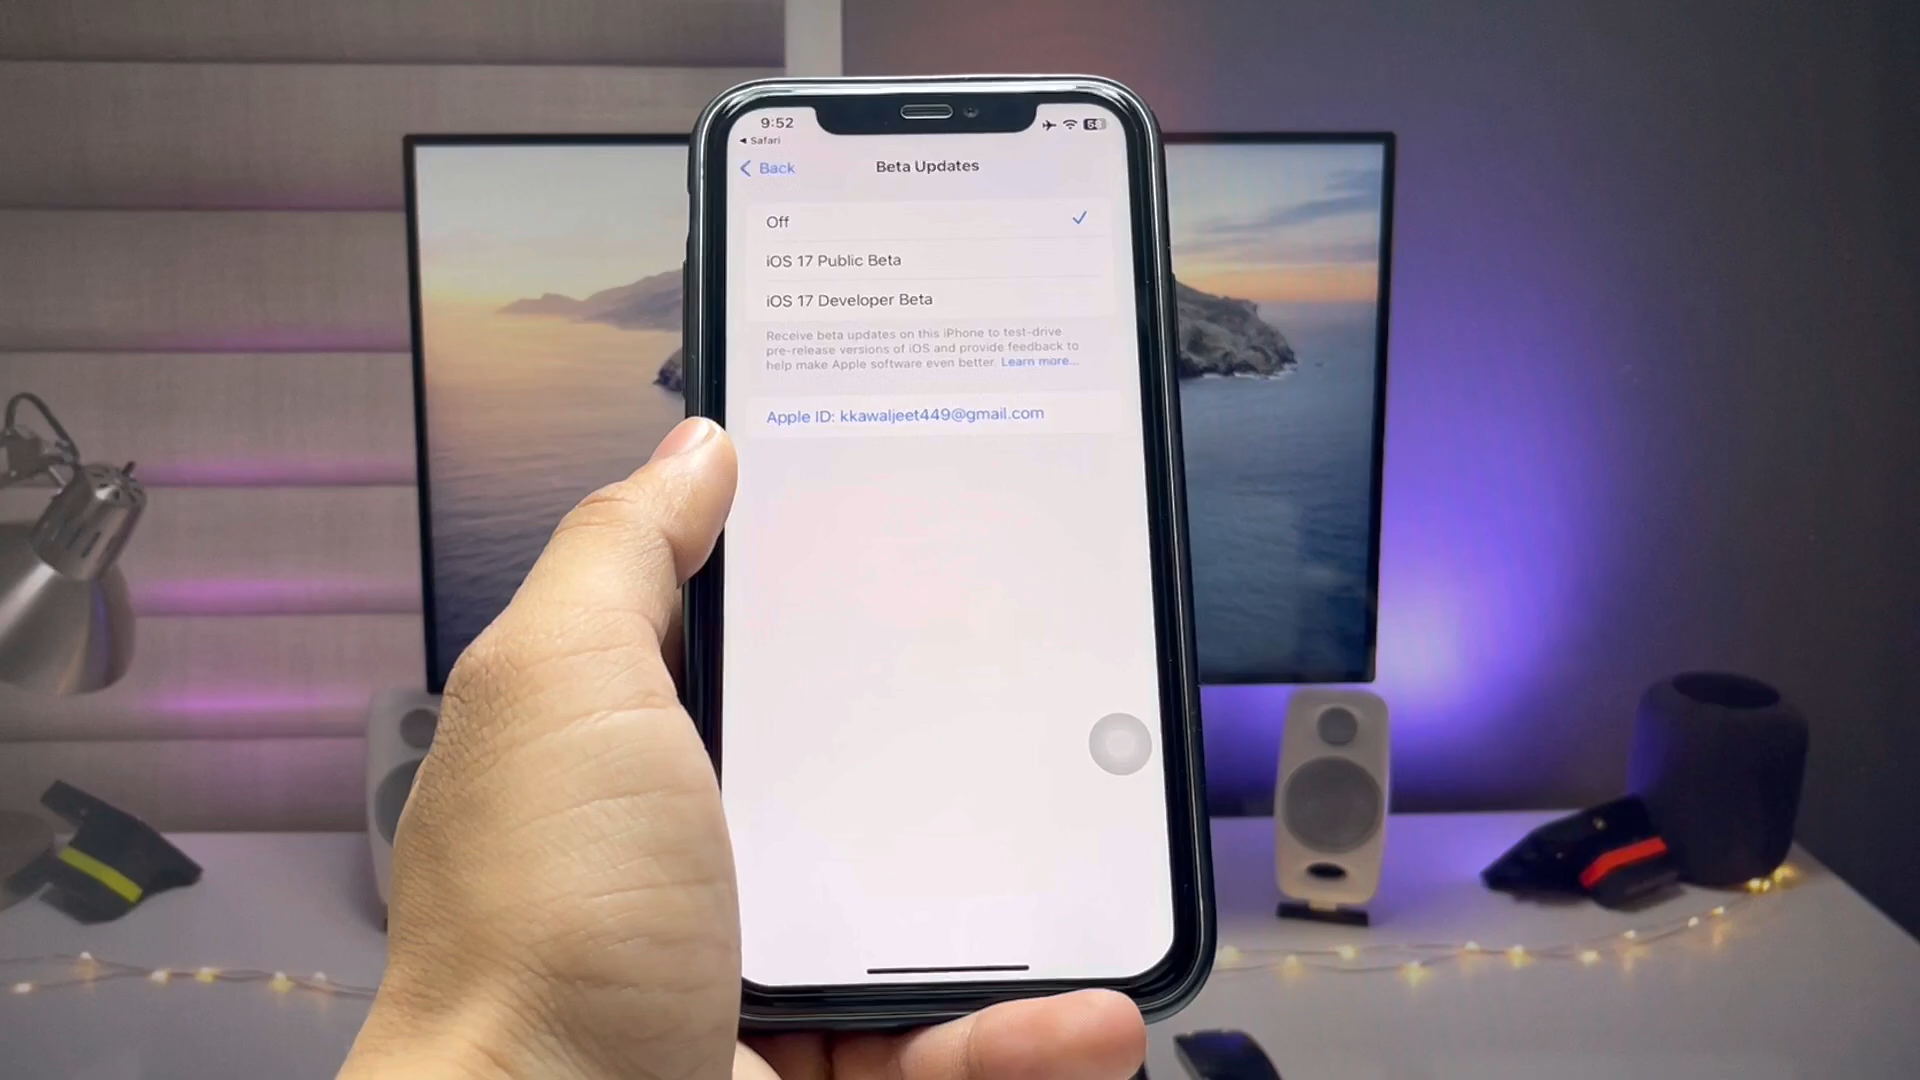 9:52
58
◀ Safari
Back
Beta Updates
Off
iOS 17 Public Beta
iOS 17 Developer Beta
Receive beta updates on this iPhone to test-drive
pre-release versions of iOS and provide feedback to
help make Apple software even better. Learn more...
Apple ID: kkawaljeet449@gmail.com